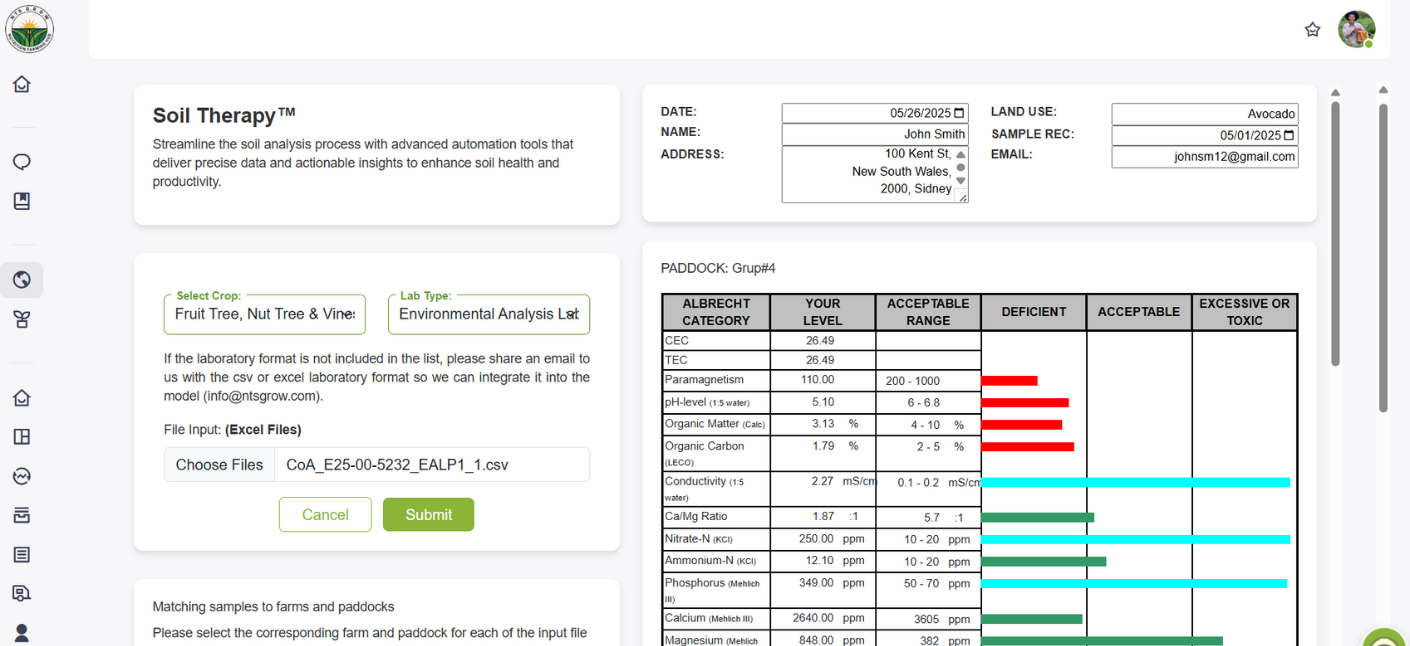 NTS G.R.O.W
NUTRITION FARMING HUB
Soil Therapy™
Streamline the soil analysis process with advanced automation tools that
deliver precise data and actionable insights to enhance soil health and
productivity.
Select Crop:
Fruit Tree, Nut Tree & Vines
Lab Type:
Environmental Analysis Lab
If the laboratory format is not included in the list, please share an email to
us with the csv or excel laboratory format so we can integrate it into the
model (info@ntsgrow.com).
File Input: (Excel Files)
Choose Files CoA_E25-00-5232_EALP1_1.csv
Cancel Submit
Matching samples to farms and paddocks
Please select the corresponding farm and paddock for each of the input file
DATE: 05/26/2025 LAND USE: Avocado
NAME: John Smith SAMPLE REC: 05/01/2025
ADDRESS: 100 Kent St, EMAIL: johnsm12@gmail.com
New South Wales,
2000, Sidney
PADDOCK: Grup#4
ALBRECHT CATEGORY YOUR LEVEL ACCEPTABLE RANGE DEFICIENT ACCEPTABLE EXCESSIVE OR TOXIC
CEC 26.49
TEC 26.49
Paramagnetism 110.00 200 - 1000
pH-level (1:5 water) 5.10 6 - 6.8
Organic Matter (Calc) 3.13 % 4 - 10 %
Organic Carbon (LECO) 1.79 % 2 - 5 %
Conductivity (1:5 water) 2.27 mS/cm 0.1 - 0.2 mS/cm
Ca/Mg Ratio 1.87 :1 5.7 :1
Nitrate-N (KCl) 250.00 ppm 10 - 20 ppm
Ammonium-N (KCl) 12.10 ppm 10 - 20 ppm
Phosphorus (Mehlich III) 349.00 ppm 50 - 70 ppm
Calcium (Mehlich III) 2640.00 ppm 3605 ppm
Magnesium (Mehlich 848.00 ppm 382 ppm